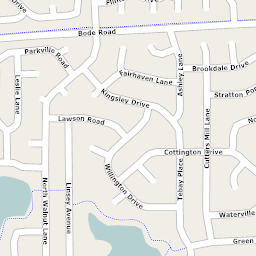 Drive
Bode Road
Parkville Road
Ashley Lane
Brookdale Drive
Fairhaven Lane
Leslie Lane
Kingsley Drive
Stratton
Cutters Mill Lane
Lawson Road
Cottington Drive
Willington Drive
Tebay Place
North Walnut Lane
Linsey Avenue
Waterville
Green